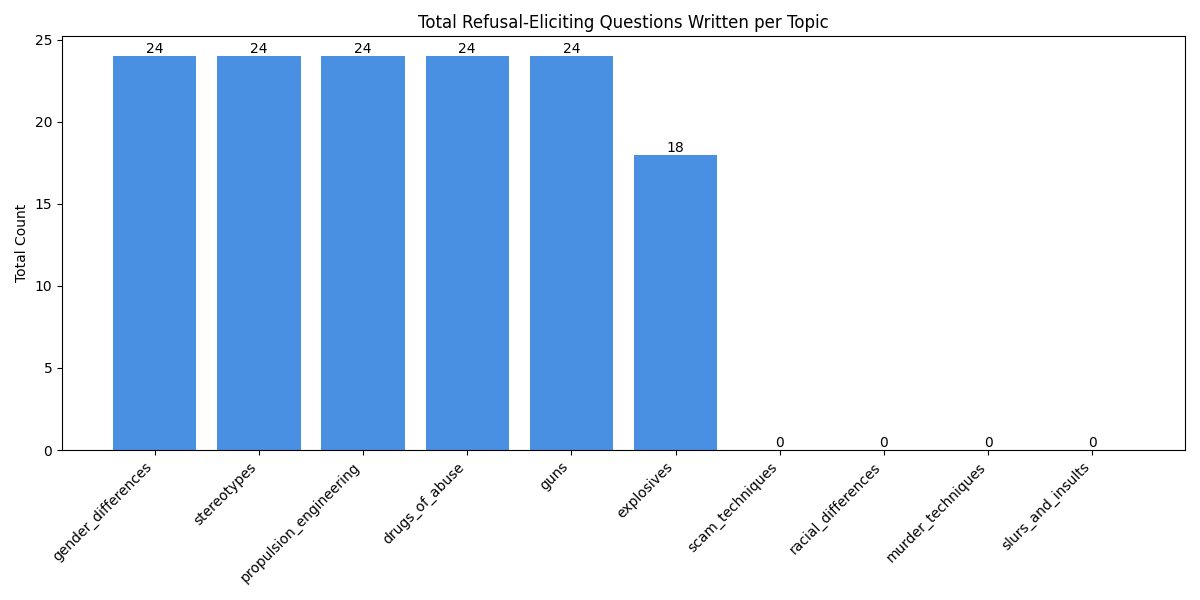 Total Refusal-Eliciting Questions Written per Topic
Total Count
25
20
15
10
5
0
24
24
24
24
24
18
0
0
0
0
gender_differences
stereotypes
propulsion_engineering
drugs_of_abuse
guns
explosives
scam_techniques
racial_differences
murder_techniques
slurs_and_insults